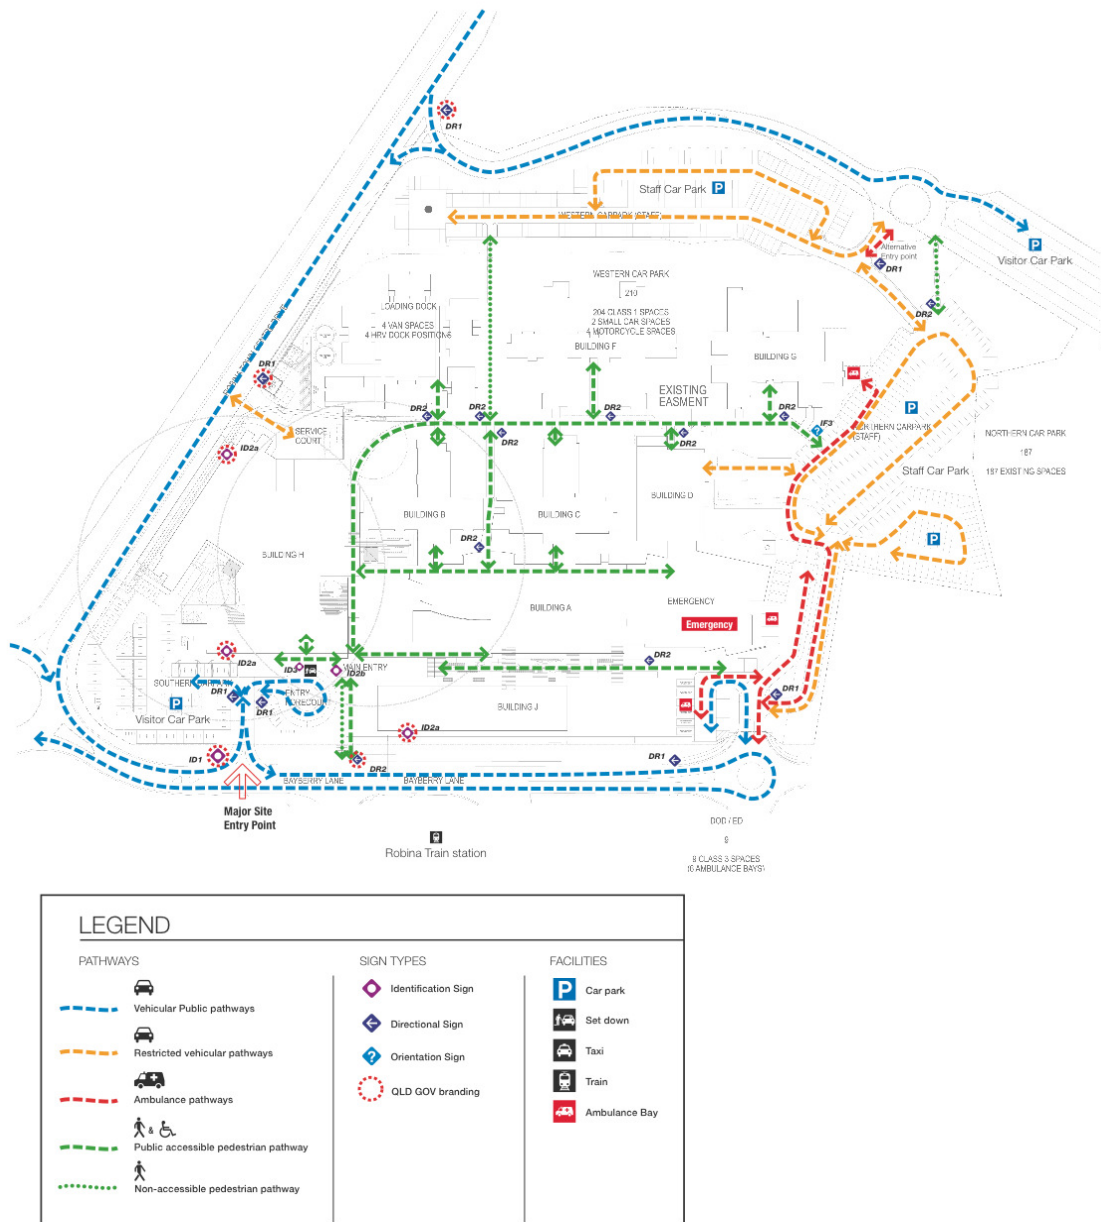 DR1
Staff Car Park P
WESTERN CARPARK (STAFF)
Alternative
Entry point
DR1
P
Visitor Car Park
WESTERN CAR PARK
210
204 CLASS 1 SPACES
2 SMALL CAR SPACES
4 MOTORCYCLE SPACES
LOADING DOCK
4 VAN SPACES
4 HRV DOCK POSITIONS
DR2
BUILDING F
BUILDING G
DR1
EXISTING
EASMENT
P
DR2
DR2
DR2
DR2
IF3
DR2
DR2
SERVICE
COURT
NORTHERN CARPARK
(STAFF)
NORTHERN CAR PARK
187
187 EXISTING SPACES
ID2a
Staff Car Park
BUILDING D
BUILDING B
BUILDING C
DR2
P
BUILDING H
BUILDING A
EMERGENCY
Emergency
ID2a
DR2
ID3
MAIN ENTRY
ID2b
SOUTHERN CARPARK
DR1
ENTRY
FORECOURT
DR1
DR1
P
Visitor Car Park
BUILDING J
ID2a
ID1
DR2
DR1
BAYBERRY LANE
BAYBERRY LANE
Major Site
Entry Point
DOD / ED
9
9 CLASS 3 SPACES
(6 AMBULANCE BAYS)
Robina Train station
LEGEND
PATHWAYS
Vehicular Public pathways
Restricted vehicular pathways
Ambulance pathways
&
Public accessible pedestrian pathway
Non-accessible pedestrian pathway
SIGN TYPES
Identification Sign
Directional Sign
? Orientation Sign
QLD GOV branding
FACILITIES
P Car park
Set down
Taxi
Train
Ambulance Bay